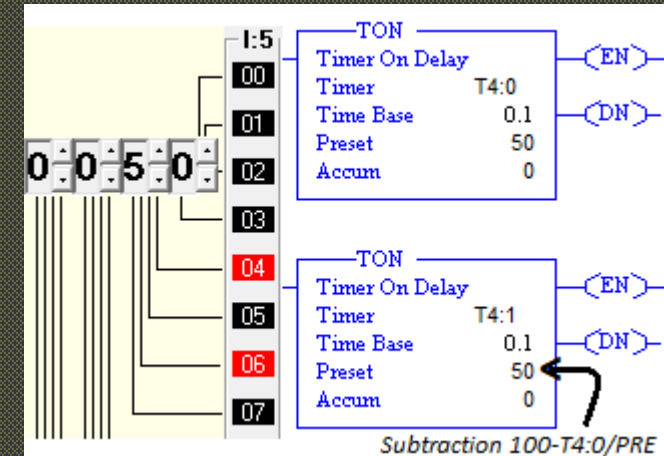 I:5
00
01
02
03
04
05
06
07
0 0 5 0
TON
Timer On Delay
Timer T4:0
Time Base 0.1
Preset 50
Accum 0
(EN)
(DN)
TON
Timer On Delay
Timer T4:1
Time Base 0.1
Preset 50
Accum 0
(EN)
(DN)
Subtraction 100-T4:0/PRE